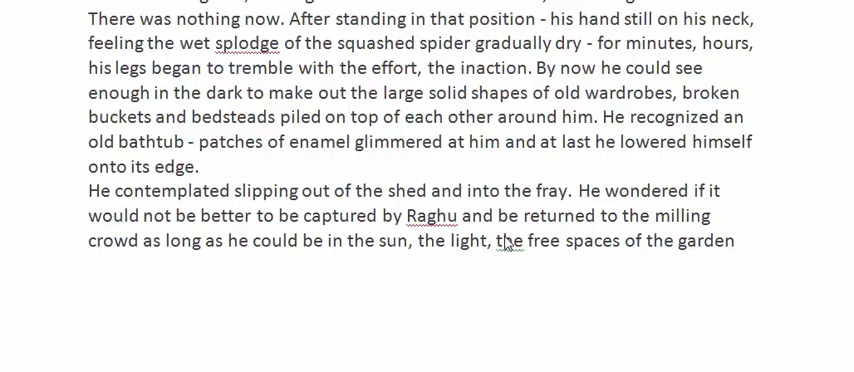 There was nothing now. After standing in that position - his hand still on his neck,
feeling the wet splodge of the squashed spider gradually dry - for minutes, hours,
his legs began to tremble with the effort, the inaction. By now he could see
enough in the dark to make out the large solid shapes of old wardrobes, broken
buckets and bedsteads piled on top of each other around him. He recognized an
old bathtub - patches of enamel glimmered at him and at last he lowered himself
onto its edge.
He contemplated slipping out of the shed and into the fray. He wondered if it
would not be better to be captured by Raghu and be returned to the milling
crowd as long as he could be in the sun, the light, the free spaces of the garden